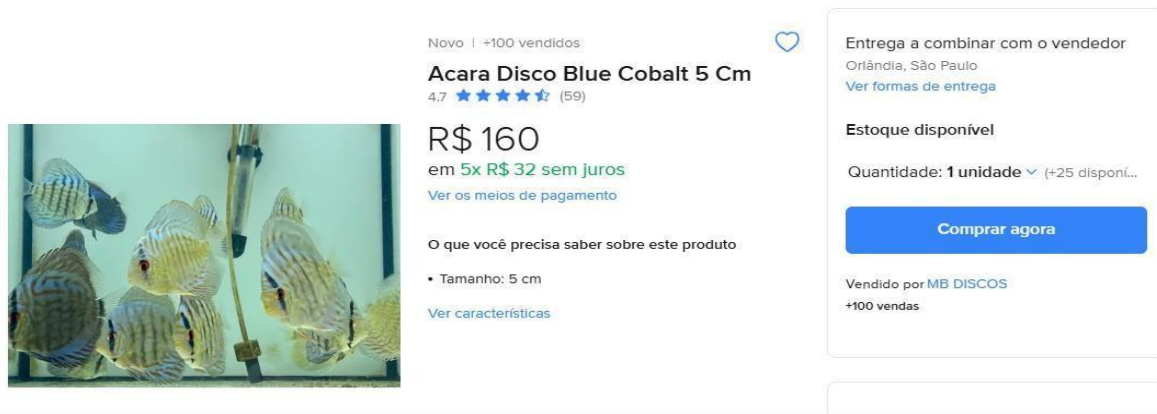 Novo | +100 vendidos
Acara Disco Blue Cobalt 5 Cm
4.7 (59)
R$ 160
em 5x R$ 32 sem juros
Ver os meios de pagamento
O que você precisa saber sobre este produto
• Tamanho: 5 cm
Ver características
Entrega a combinar com o vendedor
Orlândia, São Paulo
Ver formas de entrega
Estoque disponível
Quantidade: 1 unidade (+25 disponí...
Comprar agora
Vendido por MB DISCOS
+100 vendas